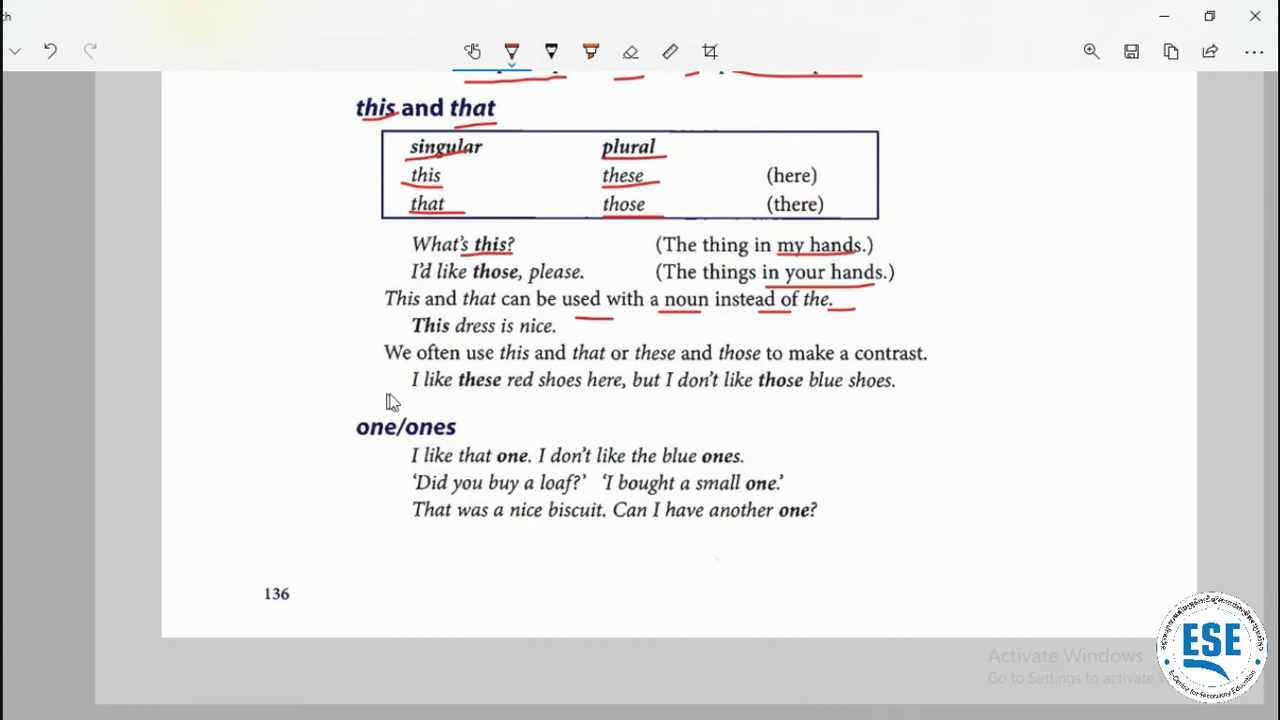 this and that
singular plural
this these (here)
that those (there)
What's this? (The thing in my hands.)
I'd like those, please. (The things in your hands.)
This and that can be used with a noun instead of the.
This dress is nice.
We often use this and that or these and those to make a contrast.
I like these red shoes here, but I don't like those blue shoes.
one/ones
I like that one. I don't like the blue ones.
'Did you buy a loaf?' 'I bought a small one.'
That was a nice biscuit. Can I have another one?
136
ESE
E-Center for Secondary Education
Activate Windows
Go to Settings to activate